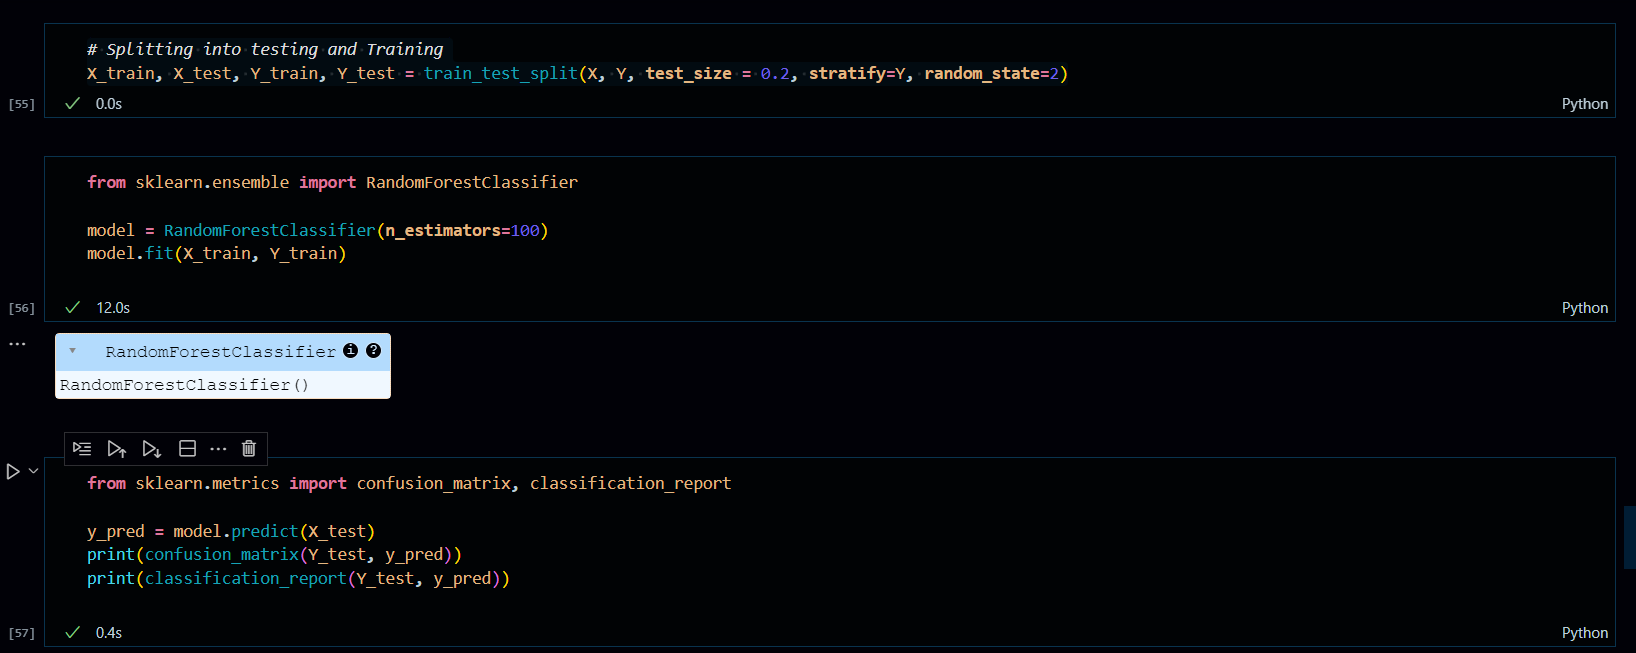 # Splitting into testing and Training
X_train, X_test, Y_train, Y_test = train_test_split(X, Y, test_size = 0.2, stratify=Y, random_state=2)
[55]
0.0s
Python
from sklearn.ensemble import RandomForestClassifier
model = RandomForestClassifier(n_estimators=100)
model.fit(X_train, Y_train)
[56]
12.0s
Python
RandomForestClassifier i ?
RandomForestClassifier()
from sklearn.metrics import confusion_matrix, classification_report
y_pred = model.predict(X_test)
print(confusion_matrix(Y_test, y_pred))
print(classification_report(Y_test, y_pred))
[57]
0.4s
Python